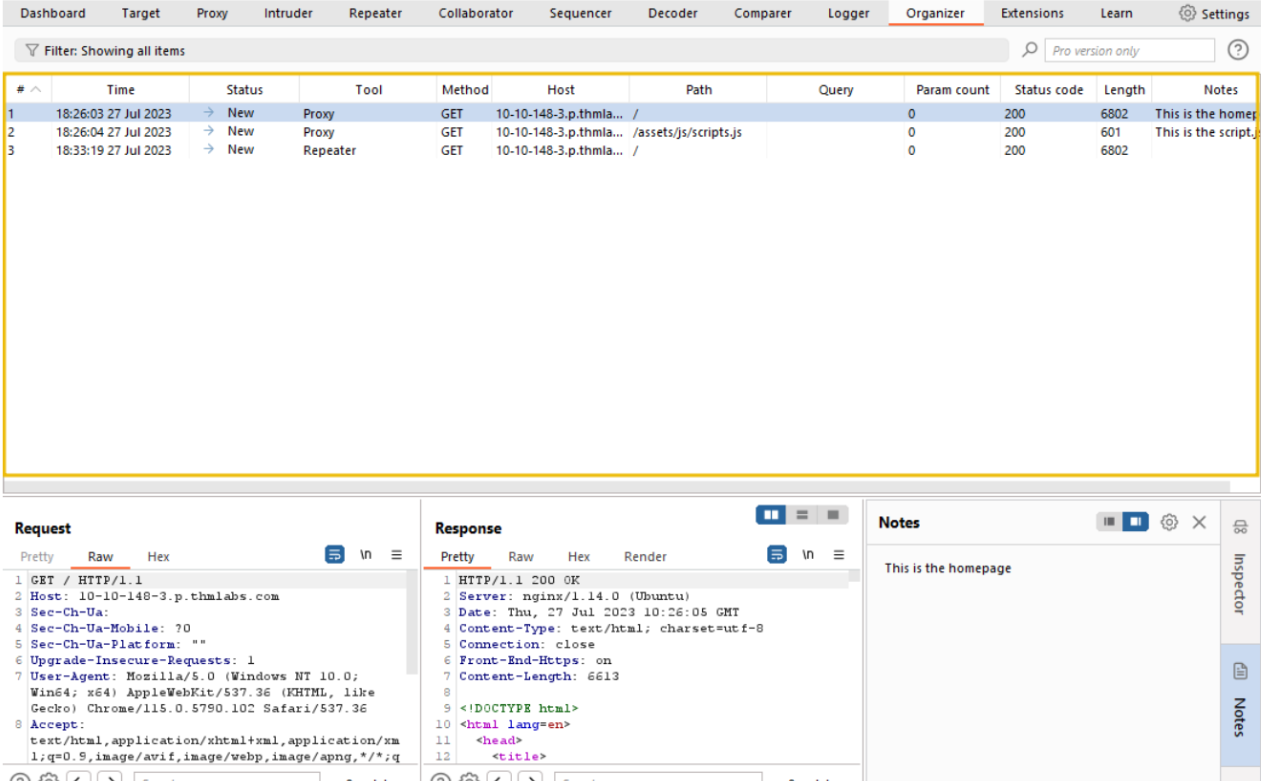 Dashboard Target Proxy Intruder Repeater Collaborator Sequencer Decoder Comparer Logger Organizer Extensions Learn Settings
Filter: Showing all items Pro version only ?
# Time Status Tool Method Host Path Query Param count Status code Length Notes
1 18:26:03 27 Jul 2023 → New Proxy GET 10-10-148-3.p.thmla... / 0 200 6802 This is the homep
2 18:26:04 27 Jul 2023 → New Proxy GET 10-10-148-3.p.thmla... /assets/js/scripts.js 0 200 601 This is the script.js
3 18:33:19 27 Jul 2023 → New Repeater GET 10-10-148-3.p.thmla... / 0 200 6802
Request
Pretty Raw Hex \n
1 GET / HTTP/1.1
2 Host: 10-10-148-3.p.thmlabs.com
3 Sec-Ch-Ua:
4 Sec-Ch-Ua-Mobile: ?0
5 Sec-Ch-Ua-Platform: ""
6 Upgrade-Insecure-Requests: 1
7 User-Agent: Mozilla/5.0 (Windows NT 10.0;
Win64; x64) AppleWebKit/537.36 (KHTML, like
Gecko) Chrome/115.0.5790.102 Safari/537.36
8 Accept:
text/html,application/xhtml+xml,application/xm
l;q=0.9,image/avif,image/webp,image/apng,*/*;q
Response
Pretty Raw Hex Render \n
1 HTTP/1.1 200 OK
2 Server: nginx/1.14.0 (Ubuntu)
3 Date: Thu, 27 Jul 2023 10:26:05 GMT
4 Content-Type: text/html; charset=utf-8
5 Connection: close
6 Front-End-Https: on
7 Content-Length: 6613
8
9 <!DOCTYPE html>
10 <html lang=en>
11 <head>
12 <title>
Notes
This is the homepage
Inspector
Notes